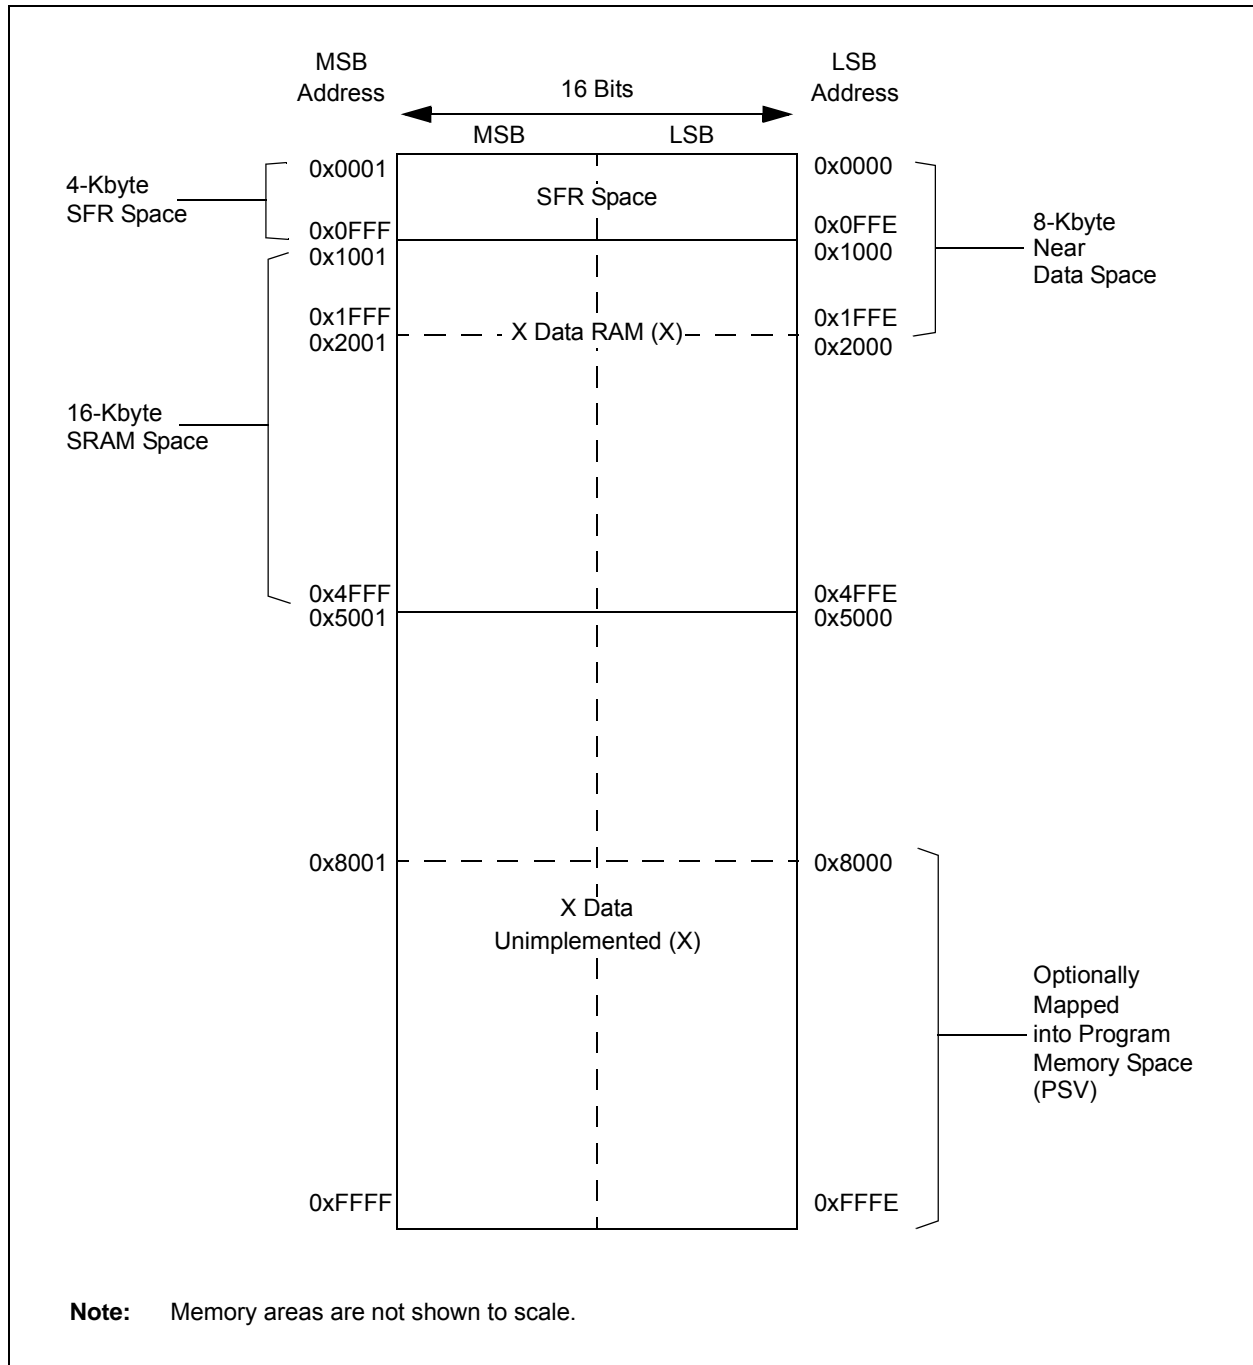 MSB
Address
LSB
Address
16 Bits
MSB
LSB
0x0001
0x0000
4-Kbyte
SFR Space
SFR Space
0x0FFF
0x0FFE
0x1001
0x1000
8-Kbyte
Near
Data Space
0x1FFF
0x1FFE
X Data RAM (X)
0x2001
0x2000
16-Kbyte
SRAM Space
0x4FFF
0x4FFE
0x5001
0x5000
0x8001
0x8000
X Data
Unimplemented (X)
Optionally
Mapped
into Program
Memory Space
(PSV)
0xFFFF
0xFFFE
Note: Memory areas are not shown to scale.